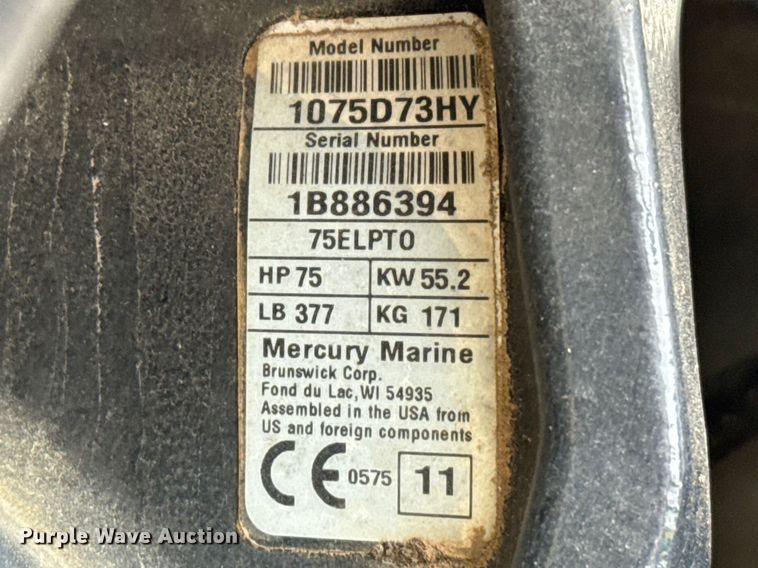 Model Number
1075D73HY
Serial Number
1B886394
75ELPTO
HP 75 KW 55.2
LB 377 KG 171
Mercury Marine
Brunswick Corp.
Fond du Lac, WI 54935
Assembled in the USA from
US and foreign components
CE 0575 11
Purple Wave Auction